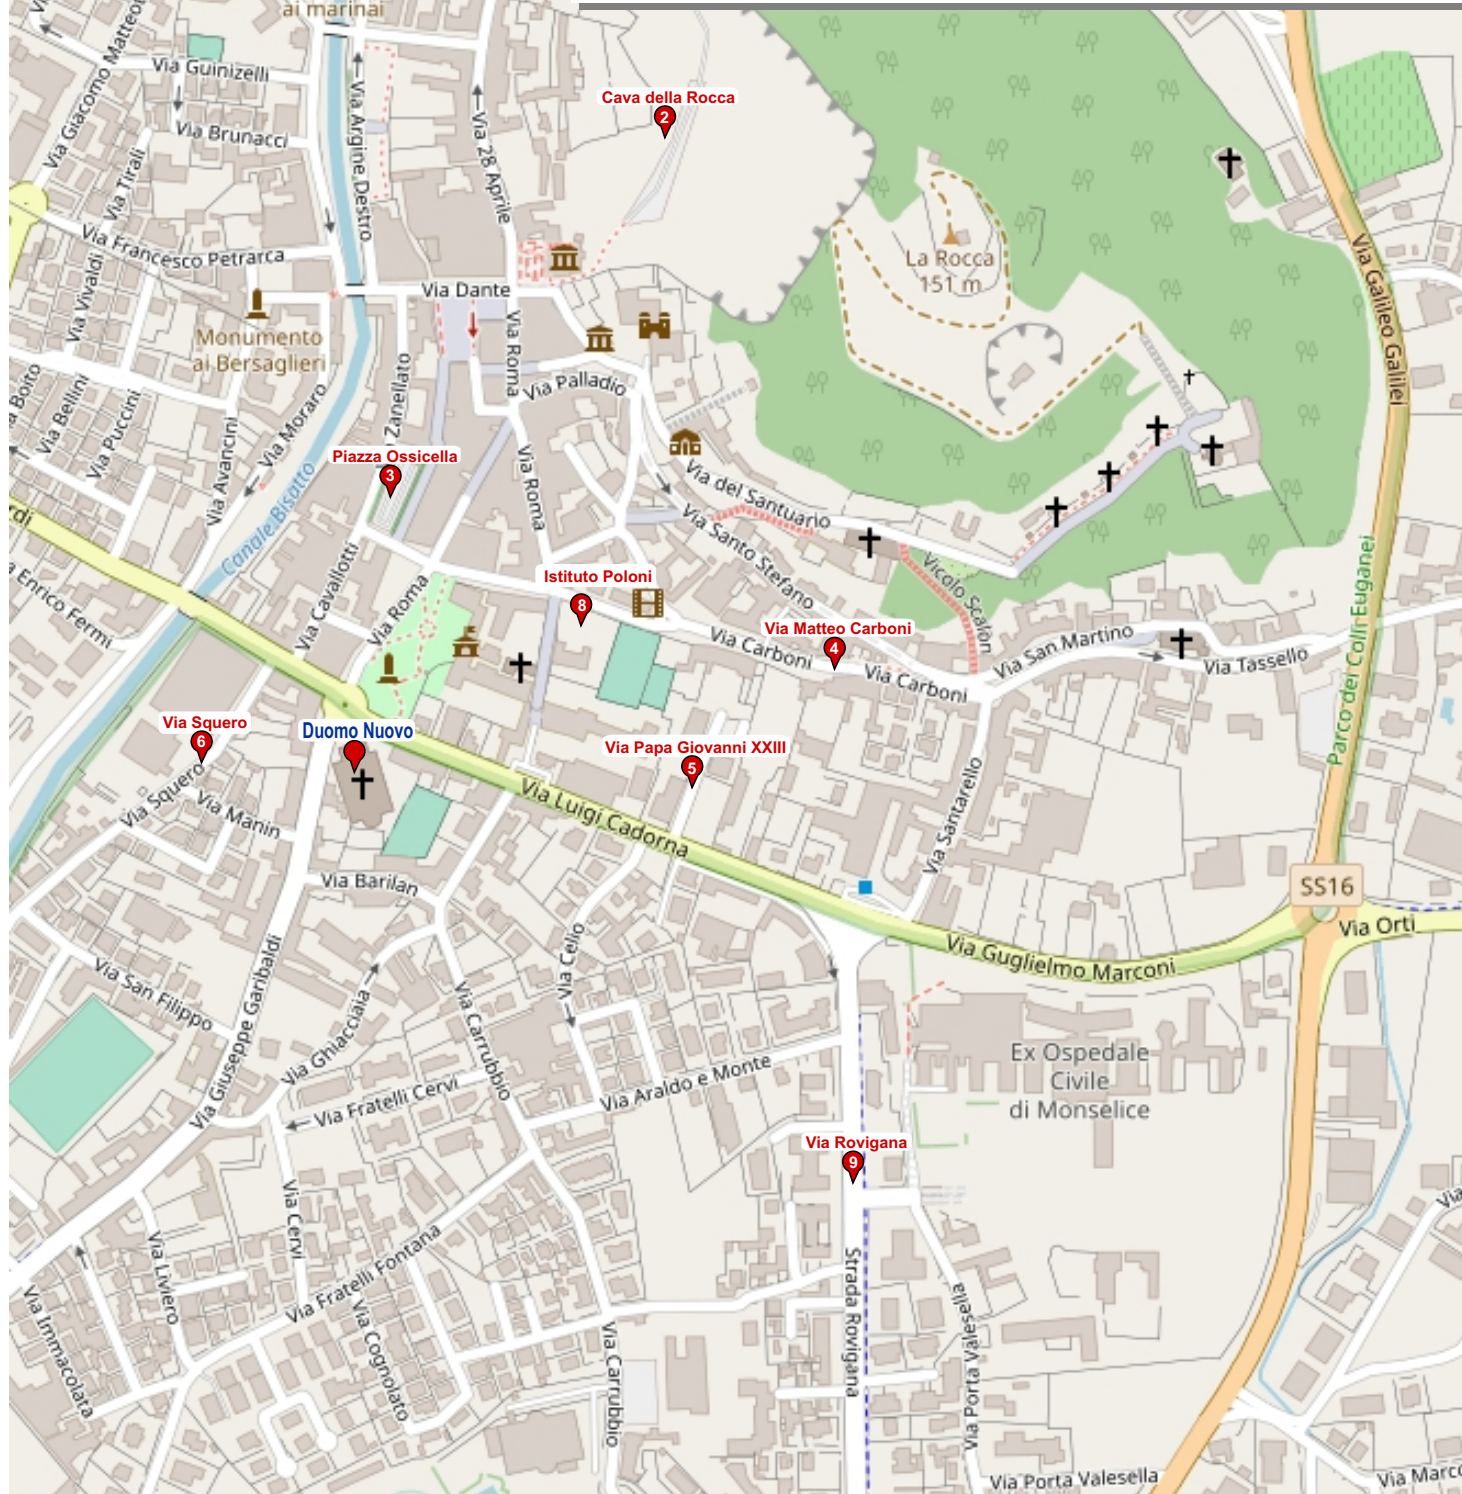 ai marinai
Via Giacomo Matteo
Via Guinizelli
Via Brunacci
Via Tirali
Via Argine Destro
Via 28 Aprile
Cava della Rocca
2
Via Francesco Petrarca
Via Vivaldi
Via Dante
La Rocca
151 m
Via Galileo Galilei
Monumento
ai Bersaglieri
Via Roma
Via Palladio
Zanellato
Via Bellini
Via Puccini
Via Avancini
Via Moraro
Piazza Ossicella
3
Via Roma
Via del Santuario
Canale Bisatto
Via Santo Stefano
Vicolo Scalon
Via Cavallotti
Via Roma
Istituto Poloni
8
Enrico Fermi
Via Carboni
Via Matteo Carboni
4
Via Carboni
Via San Martino
Via Tassello
Parco dei Colli Euganei
Via Squero
6
Duomo Nuovo
Via Papa Giovanni XXIII
5
Via Squero
Via Manin
Via Luigi Cadorna
Via Santarello
Via Barilan
SS16
Via Orti
Via Guglielmo Marconi
Via Celio
Via San Filippo
Via Giuseppe Garibaldi
Via Ghiacciaia
Via Carrubbio
Via Fratelli Cervi
Via Araldo e Monte
Ex Ospedale
Civile
di Monselice
Via Rovigana
9
Via Cervi
Via Liviero
Via Fratelli Fontana
Via Immacolata
Via Cognolato
Via Carrubbio
Strada Rovigana
Via Porta Valesella
Via Porta Valesella
Via
Via Marco